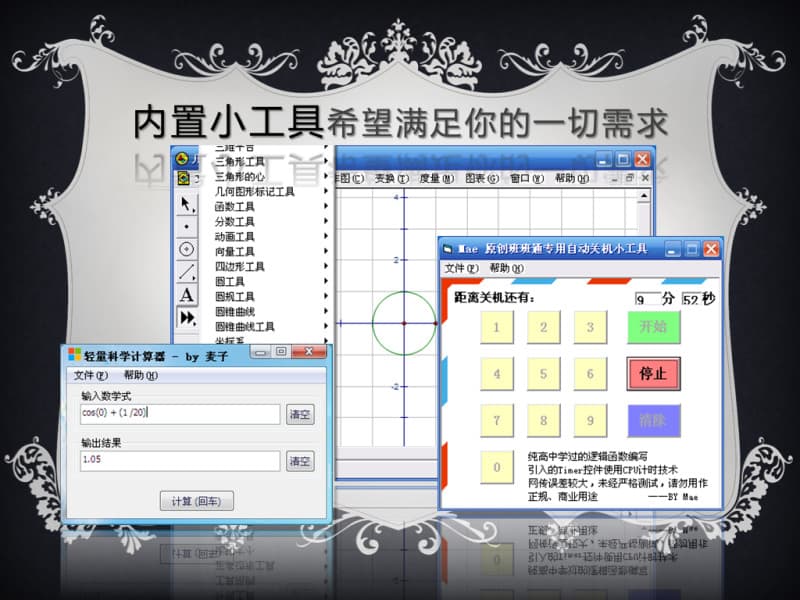 内置小工具希望满足你的一切需求
三角形工具
三角形的心
几何图形标记工具
函数工具
分数工具
动画工具
向量工具
四边形工具
圆工具
圆规工具
圆锥曲线
圆锥曲线工具
坐标系
作图(C) 变换(T) 度量(M) 图表(G) 窗口(W) 帮助(H)
A
4
2
-2
Mae 原创班班通专用自动关机小工具
文件(F) 帮助(H)
距离关机还有: 9 分 52 秒
1 2 3 开始
4 5 6 停止
7 8 9 清除
0
纯高中学过的逻辑函数编写
引入的Timer控件使用CPU计时技术
网传误差较大,未经严格测试,请勿用作
正规、商业用途 ——BY Mae
轻量科学计算器 - by 麦子
文件(F) 帮助(H)
输入数学式
cos(0) + (1/20)
清空
输出结果
1.05
清空
计算(回车)